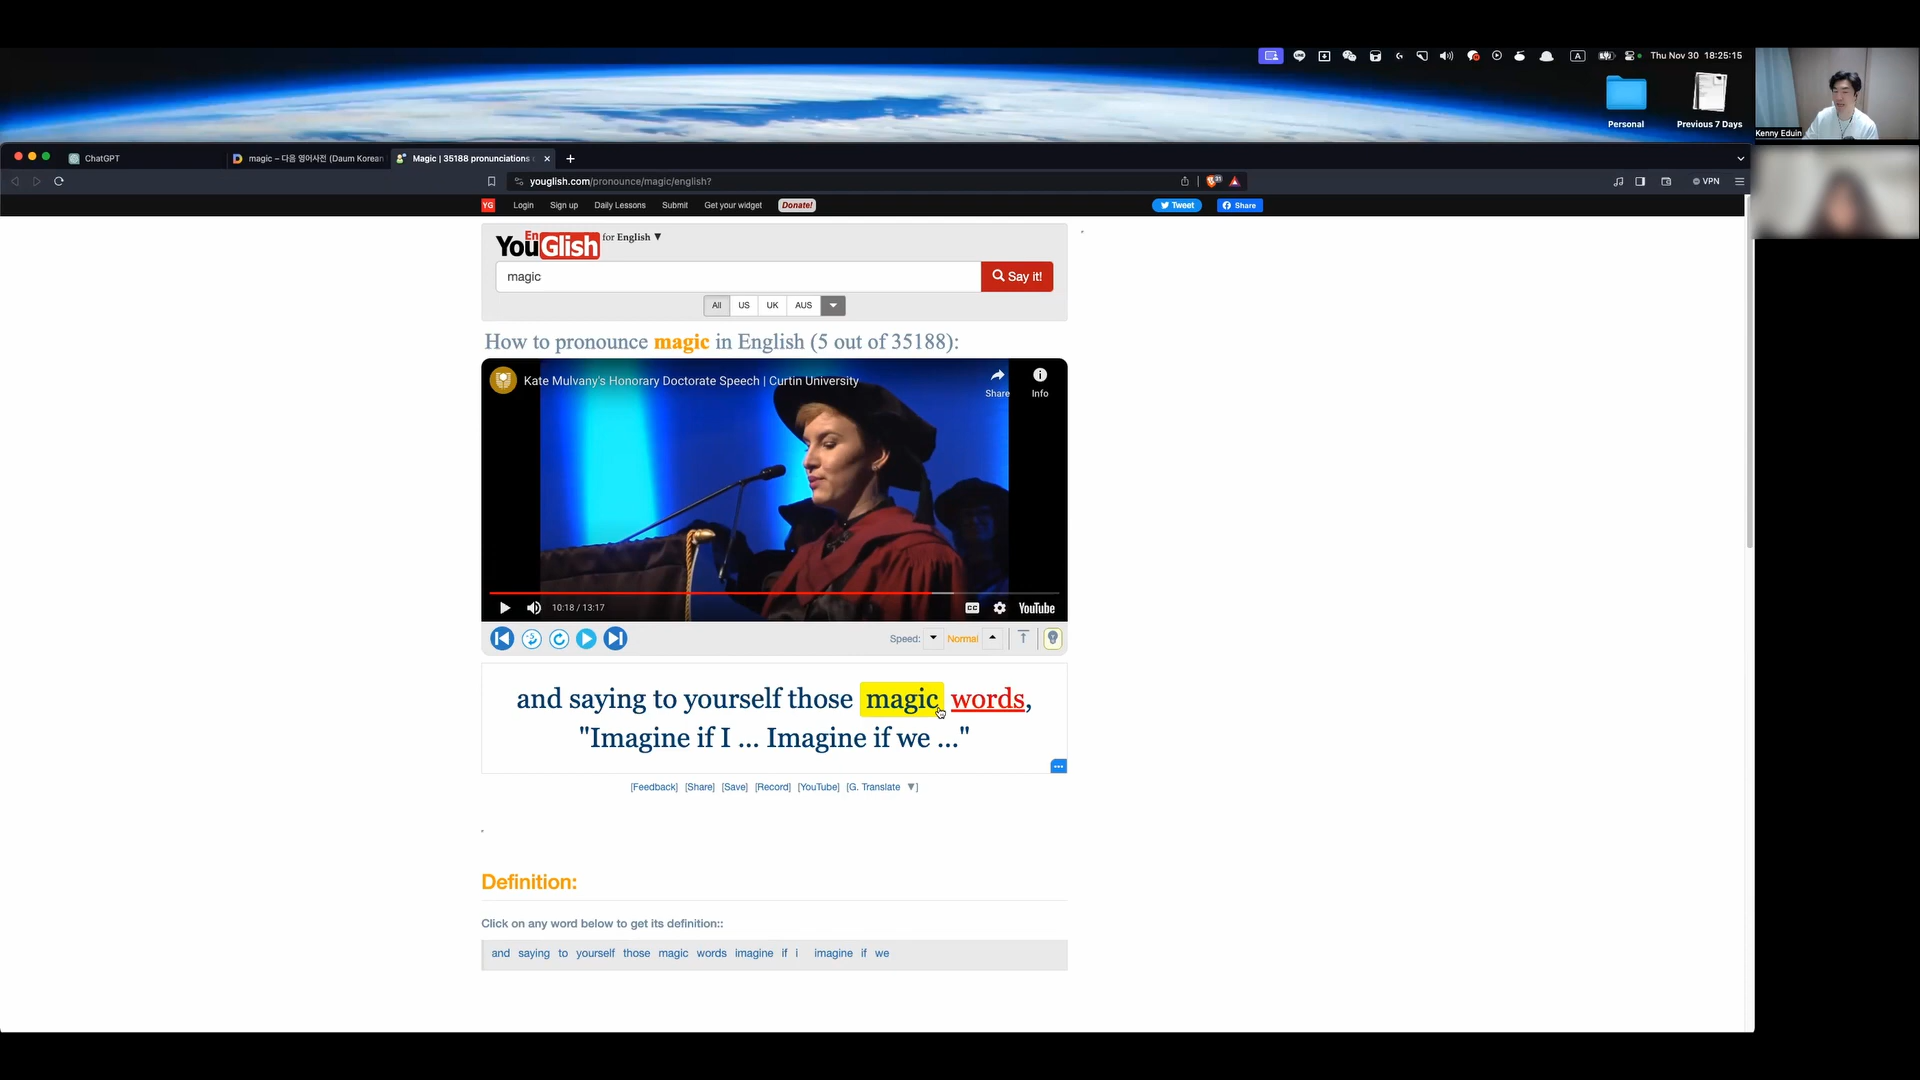 Thu Nov 30 18:25:15
Personal
Previous 7 Days
Kenny Eduin
ChatGPT
magic – 다음 영어사전 (Daum Korean
Magic | 35188 pronunciations
youglish.com/pronounce/magic/english?
VPN
YG
Login
Sign up
Daily Lessons
Submit
Get your widget
Donate!
Tweet
Share
En
YouGlish
for English ▼
magic
Say it!
All
US
UK
AUS
How to pronounce magic in English (5 out of 35188):
Kate Mulvany's Honorary Doctorate Speech | Curtin University
Share
Info
10:18 / 13:17
CC
YouTube
Speed:
Normal
and saying to yourself those magic words,
"Imagine if I ... Imagine if we ..."
[Feedback] [Share] [Save] [Record] [YouTube] [G. Translate ▼]
Definition:
Click on any word below to get its definition::
and saying to yourself those magic words imagine if i imagine if we